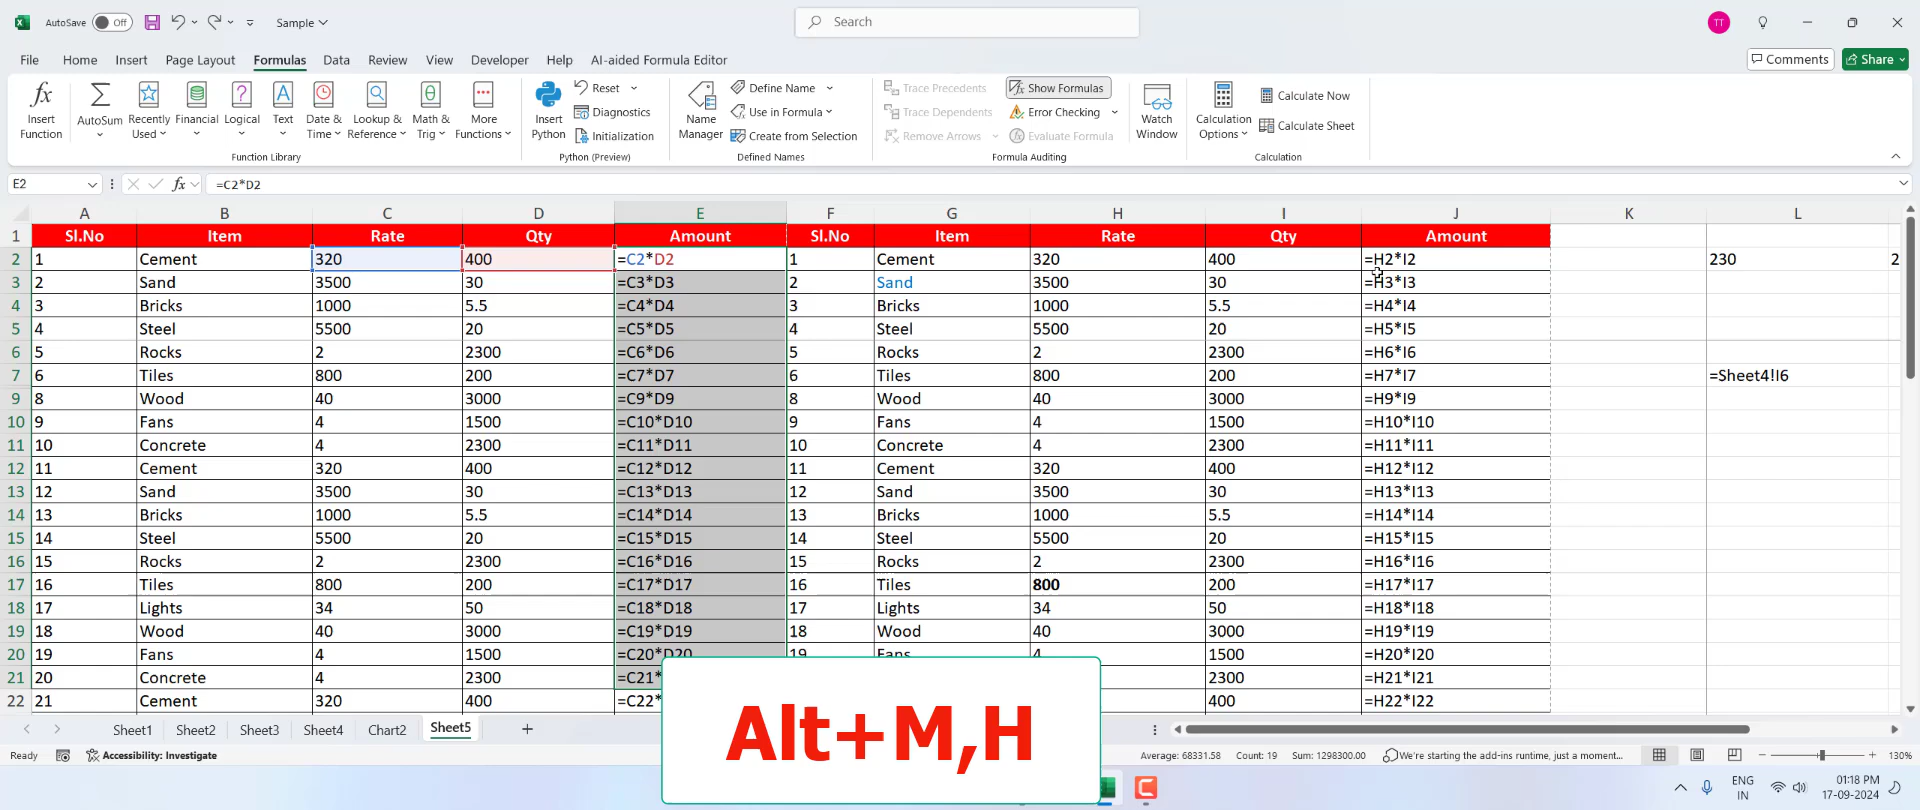 AutoSave Off Sample Search TT
File Home Insert Page Layout Formulas Data Review View Developer Help AI-aided Formula Editor Comments Share
Insert Function AutoSum Recently Used Financial Logical Text Date & Time Lookup & Reference Math & Trig More Functions
Function Library
Insert Python Reset Diagnostics Initialization
Python (Preview)
Name Manager Define Name Use in Formula Create from Selection
Defined Names
Trace Precedents Trace Dependents Remove Arrows Show Formulas Error Checking Evaluate Formula
Formula Auditing
Watch Window
Calculation Options Calculate Now Calculate Sheet
Calculation
E2 fx =C2*D2
A B C D E F G H I J K L
1 Sl.No Item Rate Qty Amount Sl.No Item Rate Qty Amount
2 1 Cement 320 400 =C2*D2 1 Cement 320 400 =H2*I2 230 2
3 2 Sand 3500 30 =C3*D3 2 Sand 3500 30 =H3*I3
4 3 Bricks 1000 5.5 =C4*D4 3 Bricks 1000 5.5 =H4*I4
5 4 Steel 5500 20 =C5*D5 4 Steel 5500 20 =H5*I5
6 5 Rocks 2 2300 =C6*D6 5 Rocks 2 2300 =H6*I6
7 6 Tiles 800 200 =C7*D7 6 Tiles 800 200 =H7*I7 =Sheet4!I6
9 8 Wood 40 3000 =C9*D9 8 Wood 40 3000 =H9*I9
10 9 Fans 4 1500 =C10*D10 9 Fans 4 1500 =H10*I10
11 10 Concrete 4 2300 =C11*D11 10 Concrete 4 2300 =H11*I11
12 11 Cement 320 400 =C12*D12 11 Cement 320 400 =H12*I12
13 12 Sand 3500 30 =C13*D13 12 Sand 3500 30 =H13*I13
14 13 Bricks 1000 5.5 =C14*D14 13 Bricks 1000 5.5 =H14*I14
15 14 Steel 5500 20 =C15*D15 14 Steel 5500 20 =H15*I15
16 15 Rocks 2 2300 =C16*D16 15 Rocks 2 2300 =H16*I16
17 16 Tiles 800 200 =C17*D17 16 Tiles 800 200 =H17*I17
18 17 Lights 34 50 =C18*D18 17 Lights 34 50 =H18*I18
19 18 Wood 40 3000 =C19*D19 18 Wood 40 3000 =H19*I19
20 19 Fans 4 1500 =C20*D20 19 Fans 4 1500 =H20*I20
21 20 Concrete 4 2300 =C21* 2300 =H21*I21
22 21 Cement 320 400 =C22* 400 =H22*I22
Alt+M,H
Sheet1 Sheet2 Sheet3 Sheet4 Chart2 Sheet5
Ready Accessibility: Investigate Average: 68331.58 Count: 19 Sum: 1298300.00 We're starting the add-ins runtime, just a moment... 130%
ENG IN 01:18 PM 17-09-2024